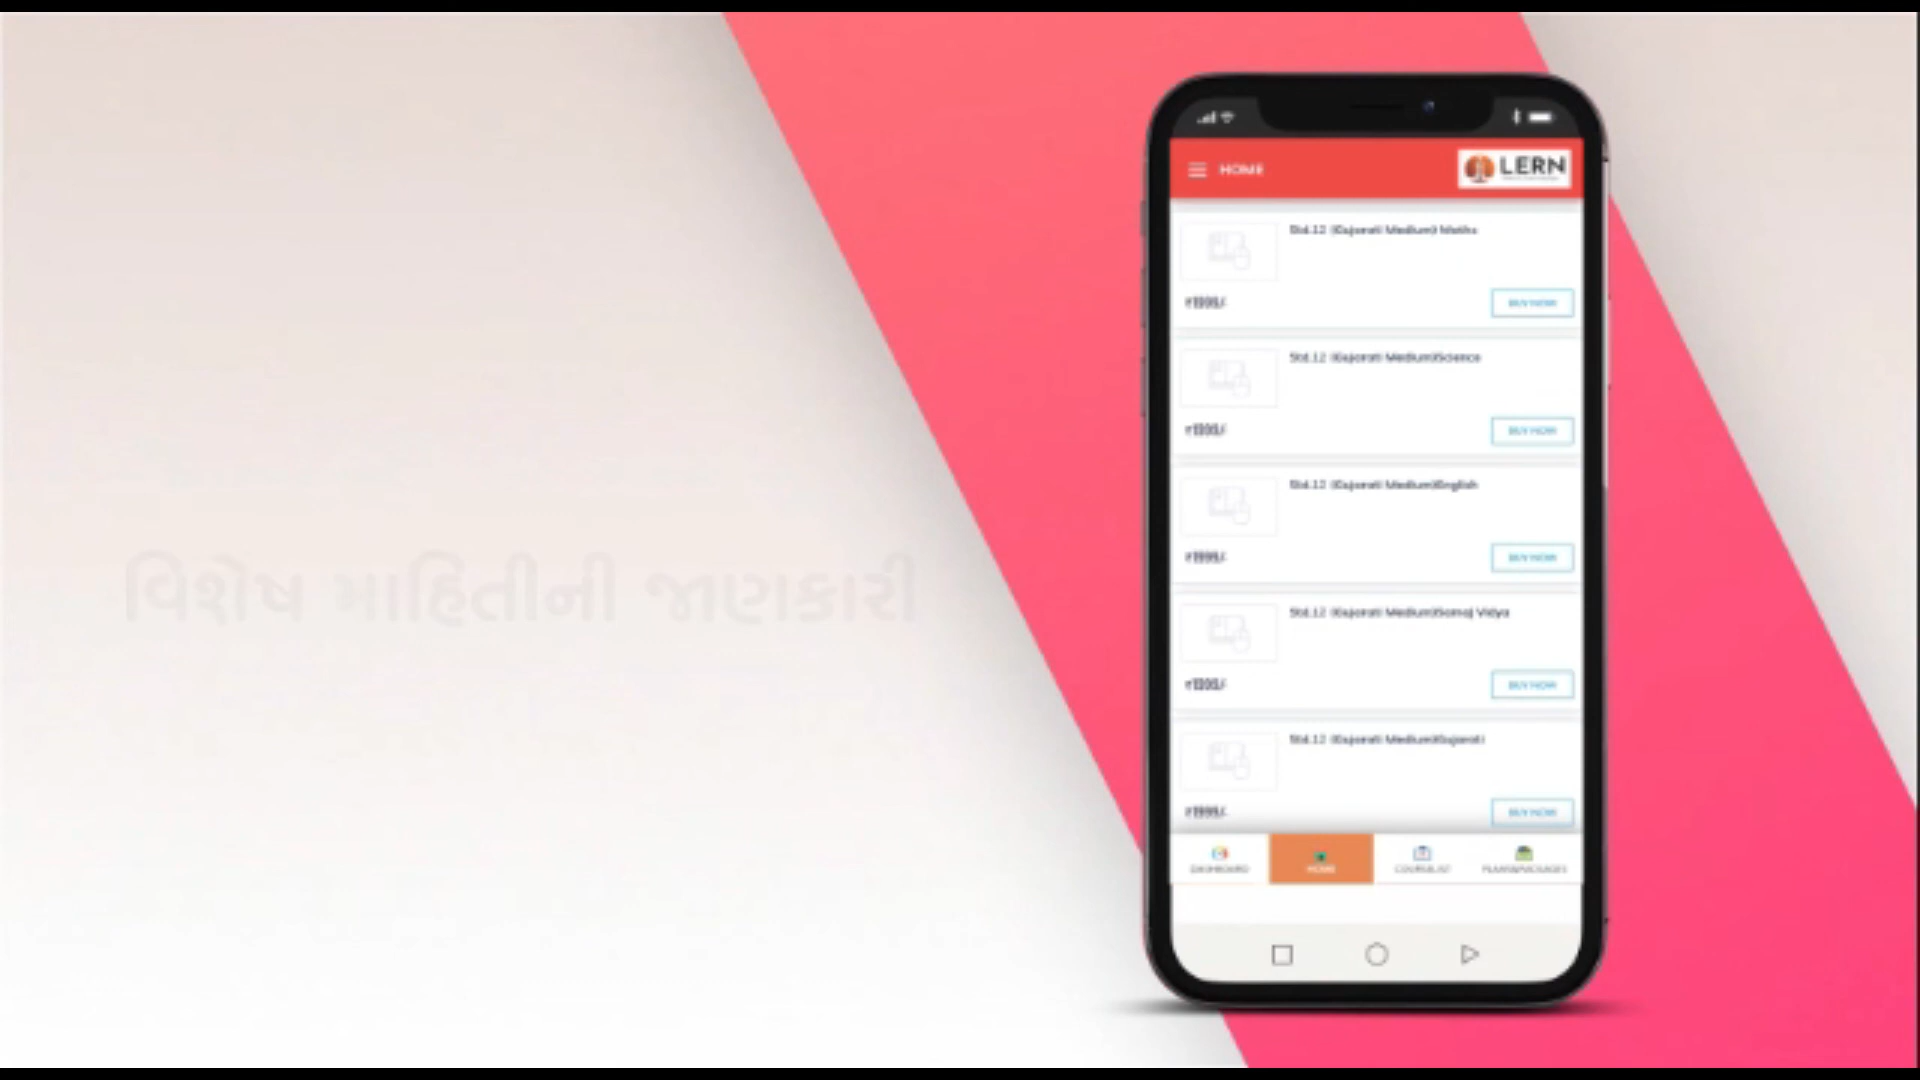 HOME
LERN
Std.12 (Gujarati Medium) Maths
BUY NOW
Std.12 (Gujarati Medium)Science
BUY NOW
Std.12 (Gujarati Medium)English
BUY NOW
વિશેષ માહિતીની જાણકારી
Std.12 (Gujarati Medium)Samaj Vidya
BUY NOW
Std.12 (Gujarati Medium)Gujarati
BUY NOW
DASHBOARD
HOME
COURSE LIST